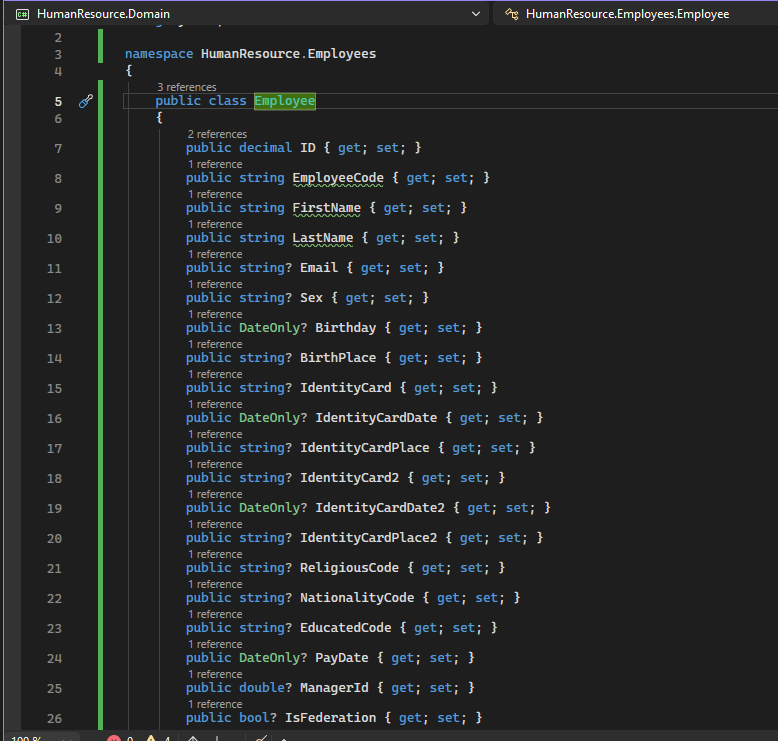 HumanResource.Domain HumanResource.Employees.Employee
2
3 namespace HumanResource.Employees
4 {
3 references
5 public class Employee
6 {
2 references
7 public decimal ID { get; set; }
1 reference
8 public string EmployeeCode { get; set; }
1 reference
9 public string FirstName { get; set; }
1 reference
10 public string LastName { get; set; }
1 reference
11 public string? Email { get; set; }
1 reference
12 public string? Sex { get; set; }
1 reference
13 public DateOnly? Birthday { get; set; }
1 reference
14 public string? BirthPlace { get; set; }
1 reference
15 public string? IdentityCard { get; set; }
1 reference
16 public DateOnly? IdentityCardDate { get; set; }
1 reference
17 public string? IdentityCardPlace { get; set; }
1 reference
18 public string? IdentityCard2 { get; set; }
1 reference
19 public DateOnly? IdentityCardDate2 { get; set; }
1 reference
20 public string? IdentityCardPlace2 { get; set; }
1 reference
21 public string? ReligiousCode { get; set; }
1 reference
22 public string? NationalityCode { get; set; }
1 reference
23 public string? EducatedCode { get; set; }
1 reference
24 public DateOnly? PayDate { get; set; }
1 reference
25 public double? ManagerId { get; set; }
1 reference
26 public bool? IsFederation { get; set; }